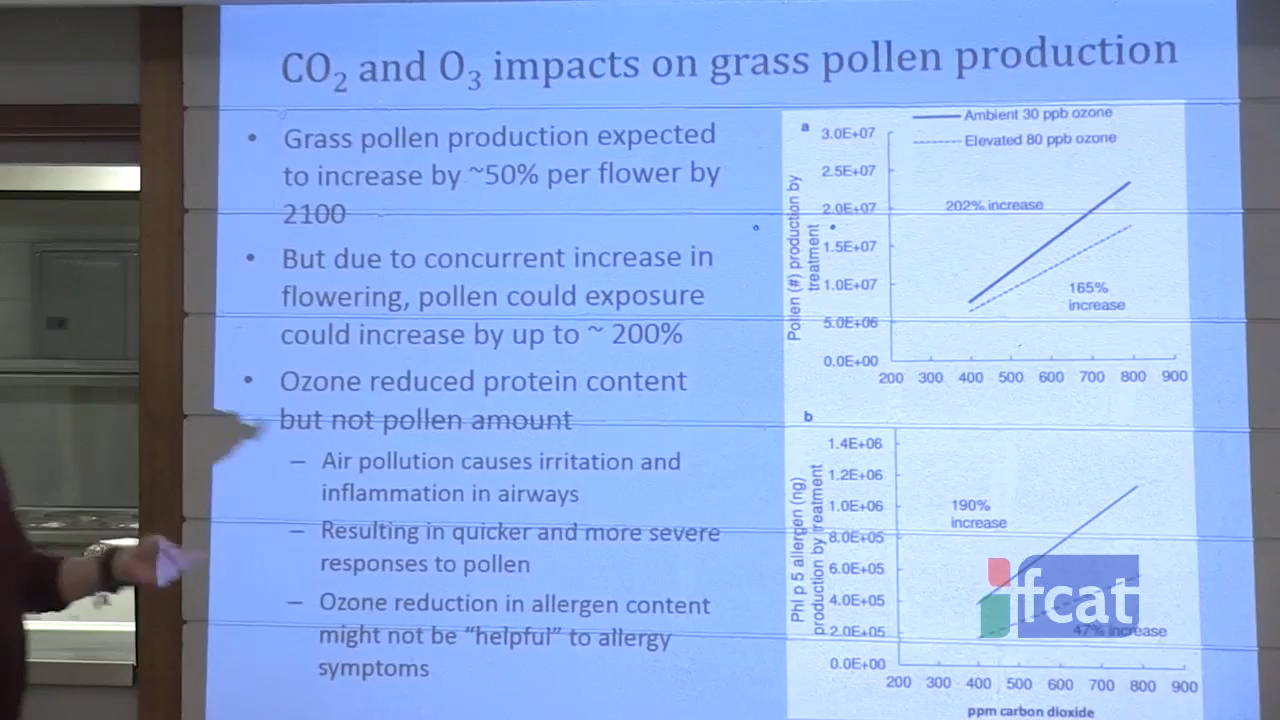 CO2 and O3 impacts on grass pollen production
• Grass pollen production expected
to increase by ~50% per flower by
2100
• But due to concurrent increase in
flowering, pollen could exposure
could increase by up to ~ 200%
• Ozone reduced protein content
but not pollen amount
– Air pollution causes irritation and
inflammation in airways
– Resulting in quicker and more severe
responses to pollen
– Ozone reduction in allergen content
might not be “helpful” to allergy
symptoms
a
Ambient 30 ppb ozone
Elevated 80 ppb ozone
Pollen (#) production by
treatment
3.0E+07
2.5E+07
2.0E+07
1.5E+07
1.0E+07
5.0E+06
0.0E+00
202% increase
165%
increase
200 300 400 500 600 700 800 900
b
Phl p 5 allergen (ng)
production by treatment
1.4E+06
1.2E+06
1.0E+06
8.0E+05
6.0E+05
4.0E+05
2.0E+05
0.0E+00
190%
increase
47% increase
200 300 400 500 600 700 800 900
ppm carbon dioxide
fcat